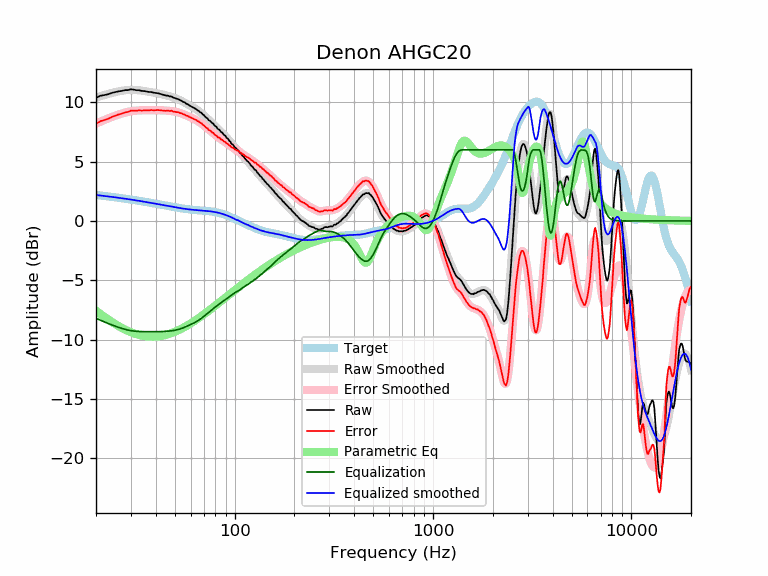 Denon AHGC20
Amplitude (dBr)
10
5
0
−5
−10
−15
−20
Target
Raw Smoothed
Error Smoothed
Raw
Error
Parametric Eq
Equalization
Equalized smoothed
100 1000 10000
Frequency (Hz)